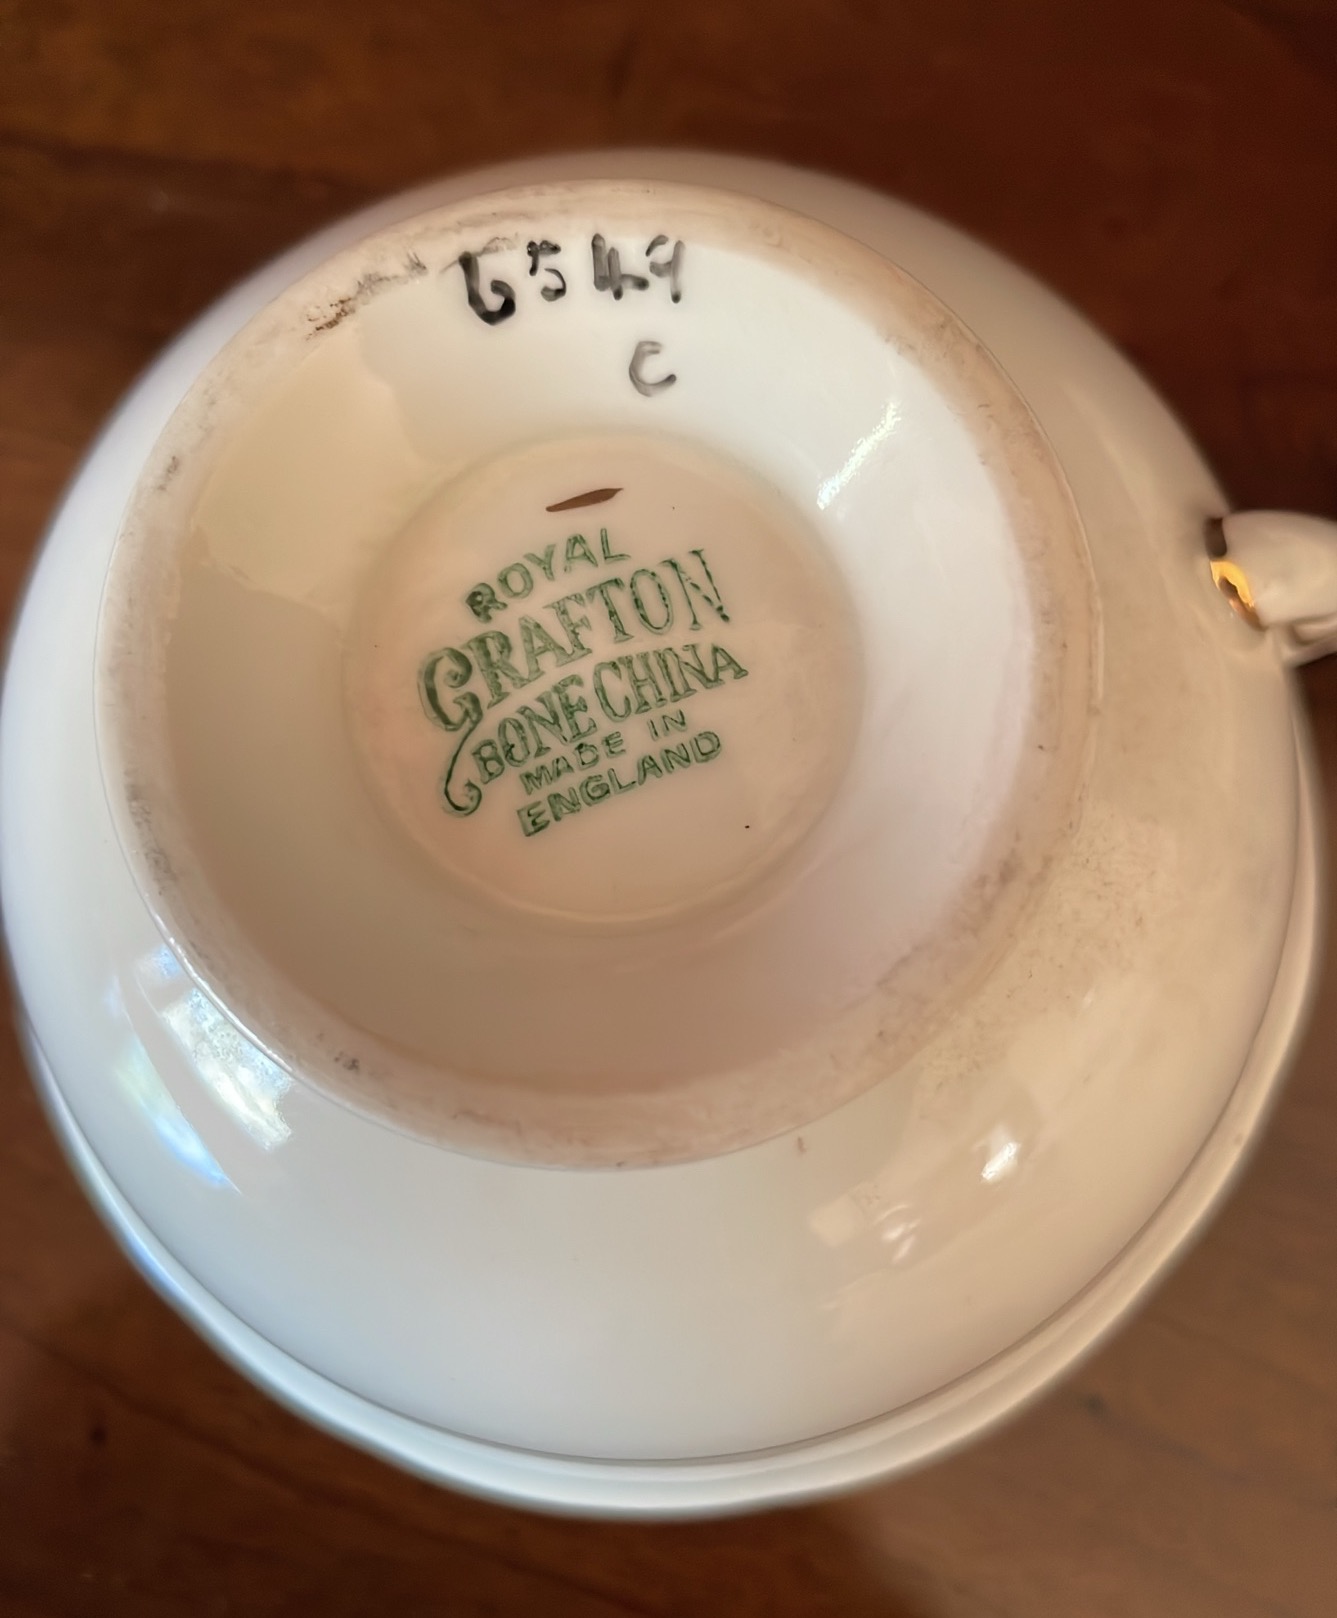 6549
C
ROYAL
GRAFTON
BONE CHINA
MADE IN
ENGLAND